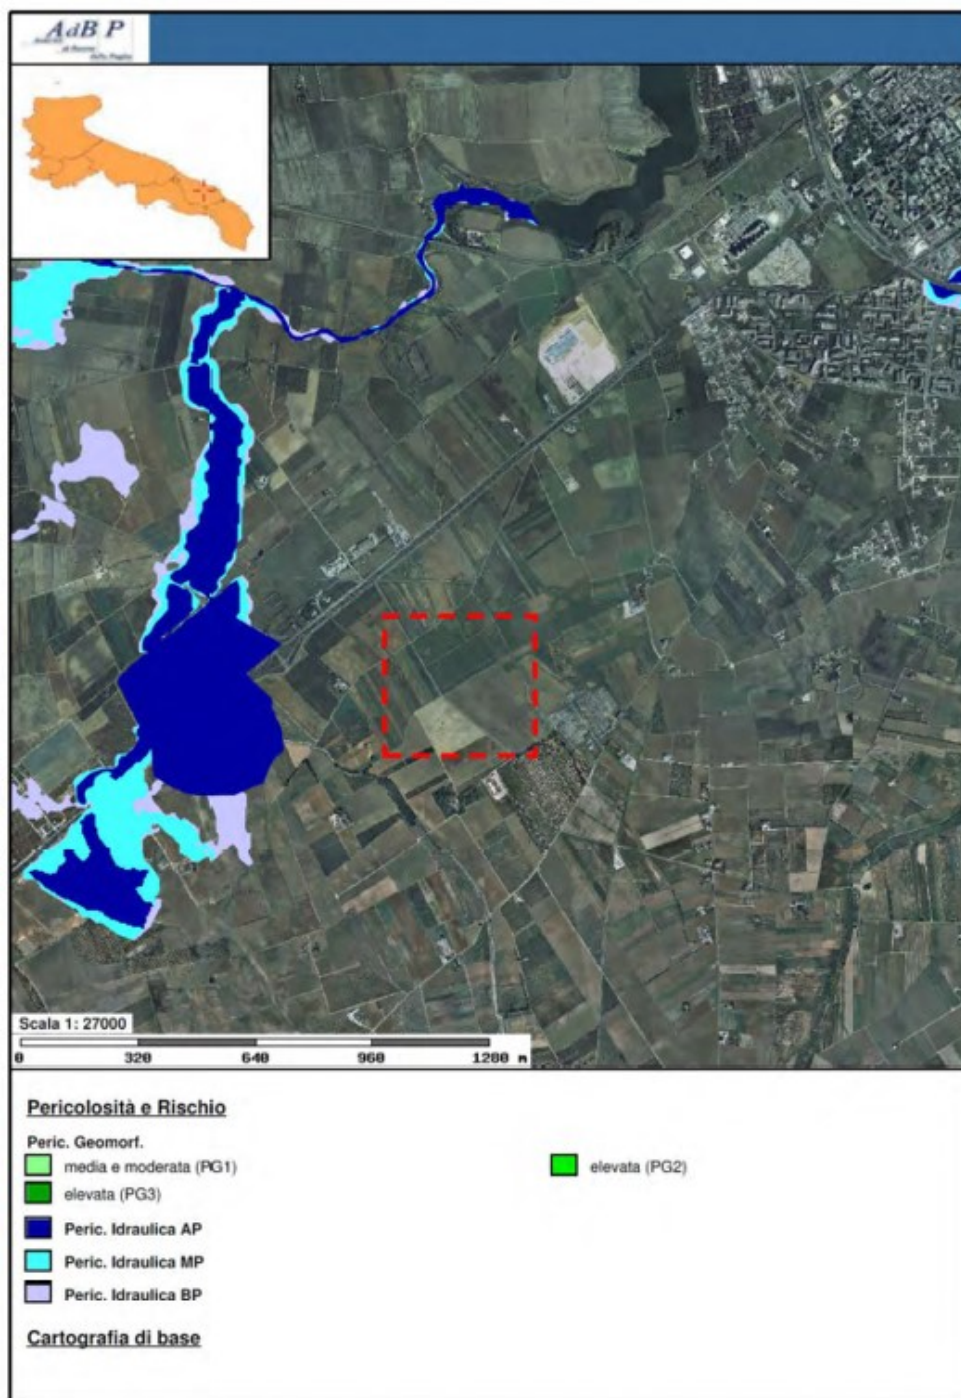 AdB P
Scala 1: 27000
0 320 640 960 1280 m
Pericolosità e Rischio
Peric. Geomorf.
media e moderata (PG1)
elevata (PG2)
elevata (PG3)
Peric. Idraulica AP
Peric. Idraulica MP
Peric. Idraulica BP
Cartografia di base